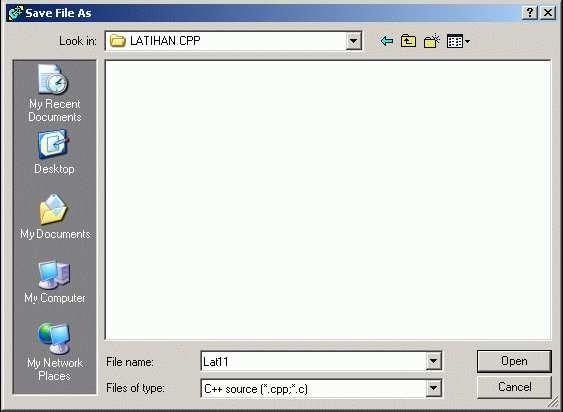 Save File As
Look in: LATIHAN.CPP
My Recent
Documents
Desktop
My Documents
My Computer
My Network
Places
File name: Lat11 Open
Files of type: C++ source (*.cpp;*.c) Cancel